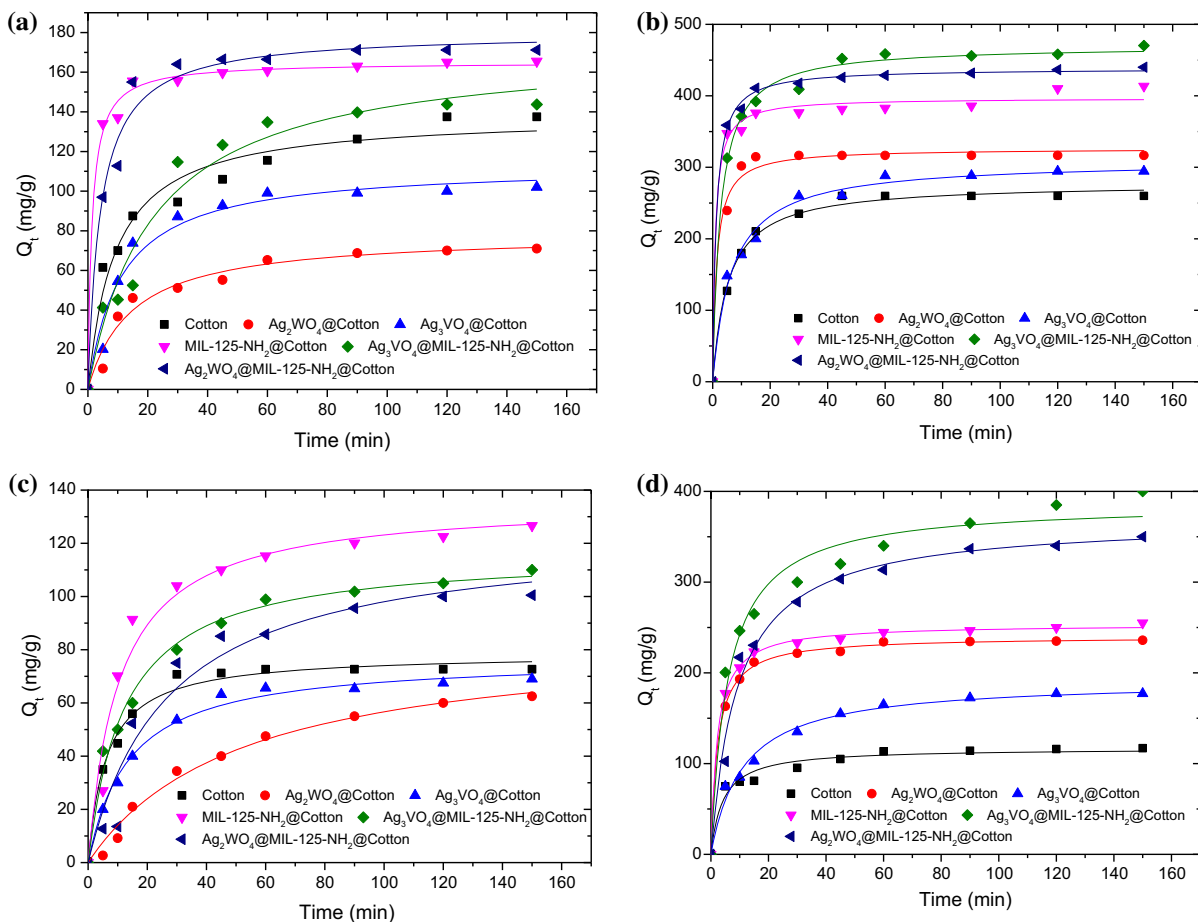 (a)
180
160
140
120
100
80
60
40
20
0
Qt (mg/g)
Cotton Ag2WO4@Cotton Ag3VO4@Cotton
MIL-125-NH2@Cotton Ag3VO4@MIL-125-NH2@Cotton
Ag2WO4@MIL-125-NH2@Cotton
0 20 40 60 80 100 120 140 160
Time (min)
(b)
500
400
300
200
100
0
Qt (mg/g)
Cotton Ag2WO4@Cotton Ag3VO4@Cotton
MIL-125-NH2@Cotton Ag3VO4@MIL-125-NH2@Cotton
Ag2WO4@MIL-125-NH2@Cotton
0 20 40 60 80 100 120 140 160
Time (min)
(c)
140
120
100
80
60
40
20
0
Qt (mg/g)
Cotton Ag2WO4@Cotton Ag3VO4@Cotton
MIL-125-NH2@Cotton Ag3VO4@MIL-125-NH2@Cotton
Ag2WO4@MIL-125-NH2@Cotton
0 20 40 60 80 100 120 140 160
Time (min)
(d)
400
300
200
100
0
Qt (mg/g)
Cotton Ag2WO4@Cotton Ag3VO4@Cotton
MIL-125-NH2@Cotton Ag3VO4@MIL-125-NH2@Cotton
Ag2WO4@MIL-125-NH2@Cotton
0 20 40 60 80 100 120 140 160
Time (min)